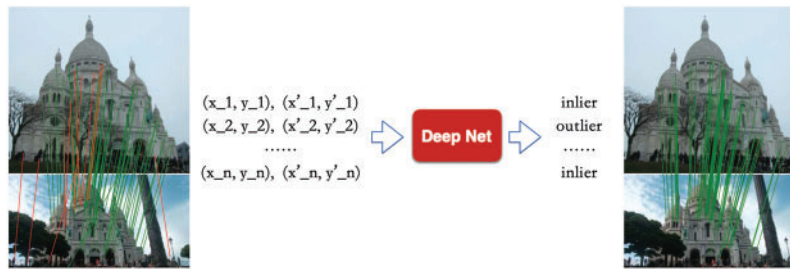 (x_1, y_1), (x'_1, y'_1)
(x_2, y_2), (x'_2, y'_2)
......
(x_n, y_n), (x'_n, y'_n)
Deep Net
inlier
outlier
......
inlier